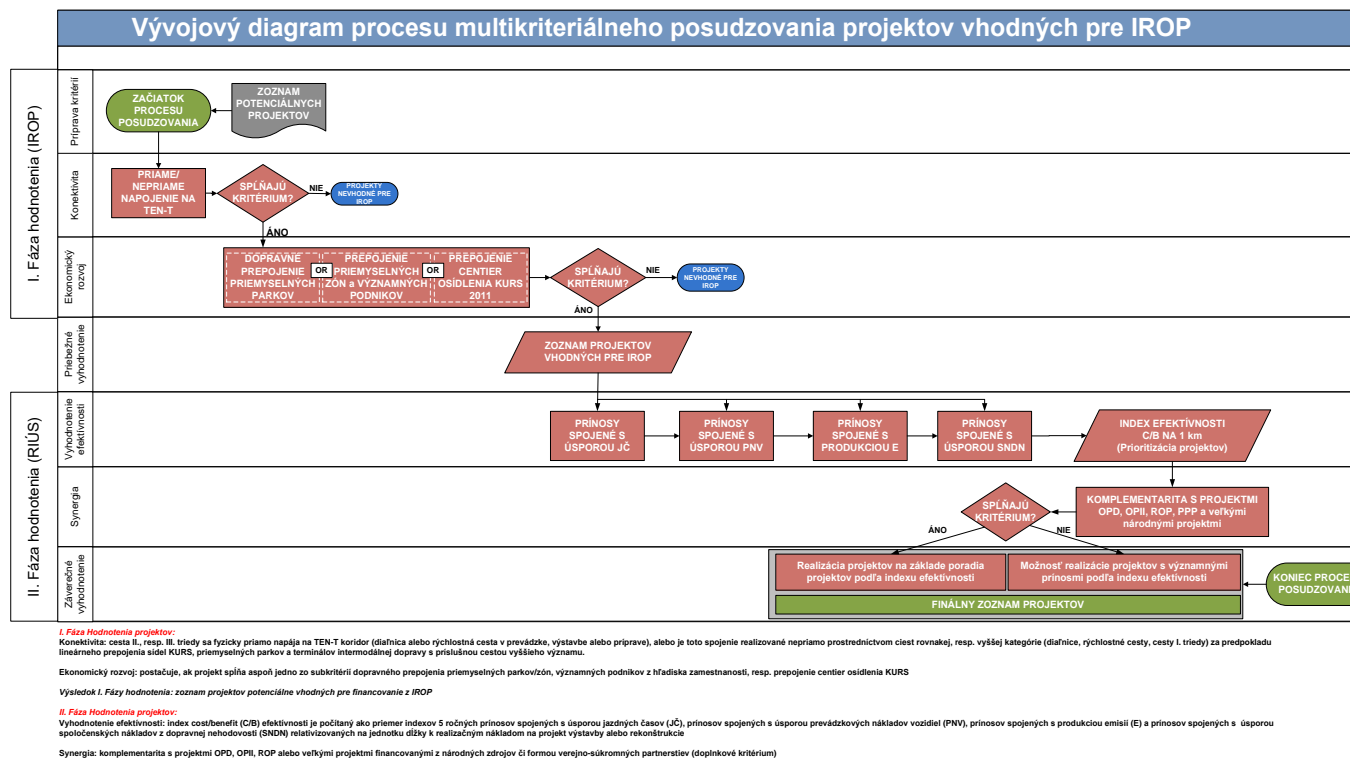 Vývojový diagram procesu multikriteriálneho posudzovania projektov vhodných pre IROP
I. Fáza hodnotenia (IROP)
Príprava kritérií
ZAČIATOK
PROCESU
POSUDZOVANIA
ZOZNAM
POTENCIÁLNYCH
PROJEKTOV
Konektivita
PRIAME/
NEPRIAME
NAPOJENIE NA
TEN-T
SPĹŇAJÚ
KRITÉRIUM?
NIE
PROJEKTY
NEVHODNÉ PRE
IROP
ÁNO
Ekonomický
rozvoj
DOPRAVNE
PREPOJENIE
PRIEMYSELNÝCH
PARKOV
OR
PREPOJENIE
PRIEMYSELNÝCH
ZÓN a VÝZNAMNÝCH
PODNIKOV
OR
PREPOJENIE
CENTIER
OSÍDLENIA KURS
2011
SPĹŇAJÚ
KRITÉRIUM?
NIE
PROJEKTY
NEVHODNÉ PRE
IROP
ÁNO
Priebežné
vyhodnotenie
ZOZNAM PROJEKTOV
VHODNÝCH PRE IROP
II. Fáza hodnotenia (RIÚS)
Vyhodnotenie
efektívnosti
PRÍNOSY
SPOJENÉ S
ÚSPOROU JČ
PRÍNOSY
SPOJENÉ S
ÚSPOROU PNV
PRÍNOSY
SPOJENÉ S
PRODUKCIOU E
PRÍNOSY
SPOJENÉ S
ÚSPOROU SNDN
INDEX EFEKTÍVNOSTI
C/B NA 1 km
(Prioritizácia projektov)
Synergia
SPĹŇAJÚ
KRITÉRIUM?
KOMPLEMENTARITA S PROJEKTMI
OPD, OPII, ROP, PPP a veľkými
národnými projektmi
ÁNO
NIE
Záverečné
vyhodnotenie
Realizácia projektov na základe poradia
projektov podľa indexu efektivnosti
Možnosť realizácie projektov s významnými
prínosmi podľa indexu efektívnosti
FINÁLNY ZOZNAM PROJEKTOV
KONIEC PROCE
POSUDZOVANI
I. Fáza Hodnotenia projektov:
Konektivita: cesta II., resp. III. triedy sa fyzicky priamo napája na TEN-T koridor (diaľnica alebo rýchlostná cesta v prevádzke, výstavbe alebo príprave), alebo je toto spojenie realizované nepriamo prostredníctvom ciest rovnakej, resp. vyššej kategórie (diaľnice, rýchlostné cesty, cesty I. triedy) za predpokladu
lineárneho prepojenia sídel KURS, priemyselných parkov a terminálov intermodálnej dopravy s príslušnou cestou vyššieho významu.
Ekonomický rozvoj: postačuje, ak projekt spĺňa aspoň jedno zo subkritérií dopravného prepojenia priemyselných parkov/zón, významných podnikov z hľadiska zamestnanosti, resp. prepojenie centier osídlenia KURS
Výsledok I. Fázy hodnotenia: zoznam projektov potenciálne vhodných pre financovanie z IROP
II. Fáza Hodnotenia projektov:
Vyhodnotenie efektívnosti: index cost/benefit (C/B) efektivnosti je počítaný ako priemer indexov 5 ročných prínosov spojených s úsporou jazdných časov (JČ), prínosov spojených s úsporou prevádzkových nákladov vozidiel (PNV), prínosov spojených s produkciou emisií (E) a prínosov spojených s úsporou
spoločenských nákladov z dopravnej nehodovosti (SNDN) relativizovaných na jednotku dĺžky k realizačným nákladom na projekt výstavby alebo rekonštrukcie
Synergia: komplementarita s projektmi OPD, OPII, ROP alebo veľkými projektmi financovanými z národných zdrojov či formou verejno-súkromných partnerstiev (doplnkové kritérium)